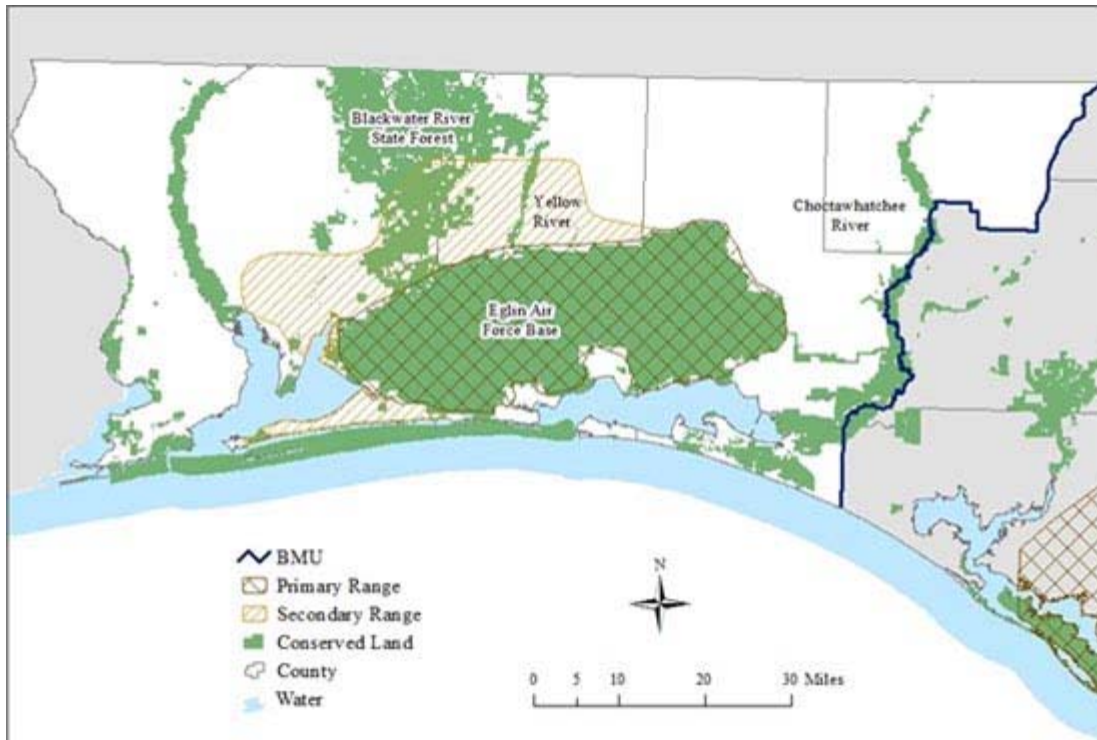 Blackwater River
State Forest
Yellow
River
Choctawhatchee
River
Eglin Air
Force Base
BMU
Primary Range
Secondary Range
Conserved Land
County
Water
N
0 5 10 20 30 Miles